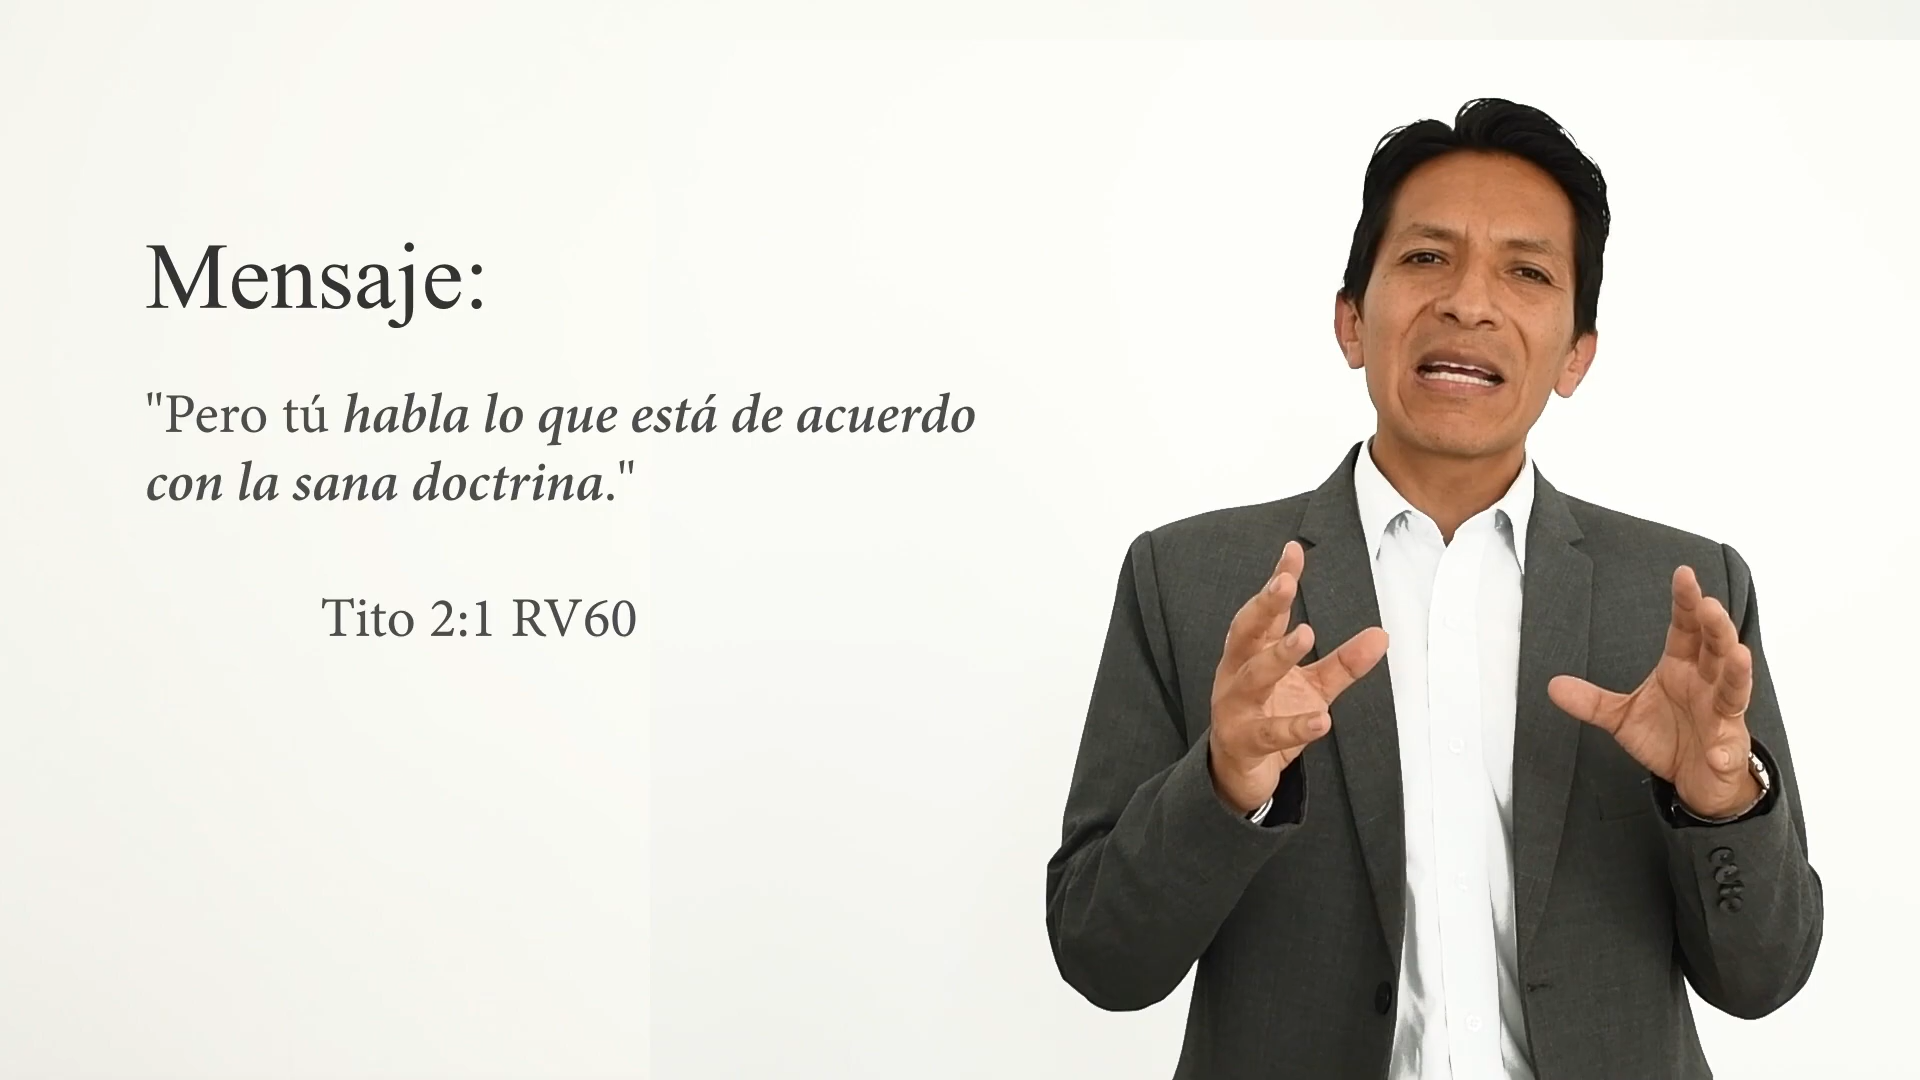 Mensaje:
"Pero tú habla lo que está de acuerdo
con la sana doctrina."
Tito 2:1 RV60